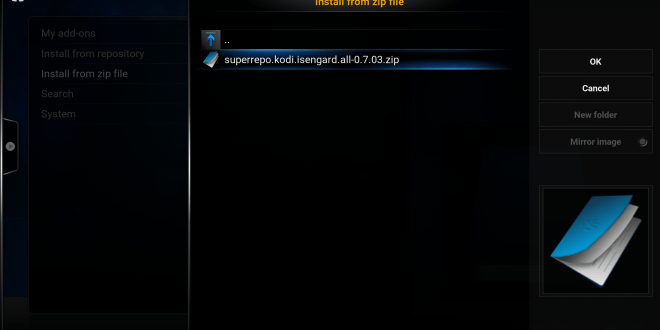 Install from zip file
My add-ons
Install from repository
Install from zip file
Search
System
..
superrepo.kodi.isengard.all-0.7.03.zip
OK
Cancel
New folder
Mirror image